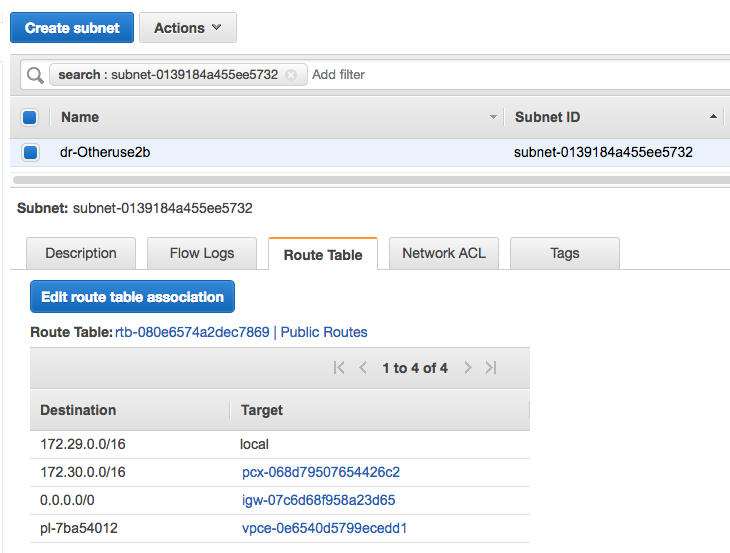 Create subnet Actions
search : subnet-0139184a455ee5732 Add filter
Name Subnet ID
dr-Otheruse2b subnet-0139184a455ee5732
Subnet: subnet-0139184a455ee5732
Description Flow Logs Route Table Network ACL Tags
Edit route table association
Route Table: rtb-080e6574a2dec7869 | Public Routes
1 to 4 of 4
Destination Target
172.29.0.0/16 local
172.30.0.0/16 pcx-068d79507654426c2
0.0.0.0/0 igw-07c6d68f958a23d65
pl-7ba54012 vpce-0e6540d5799ecedd1